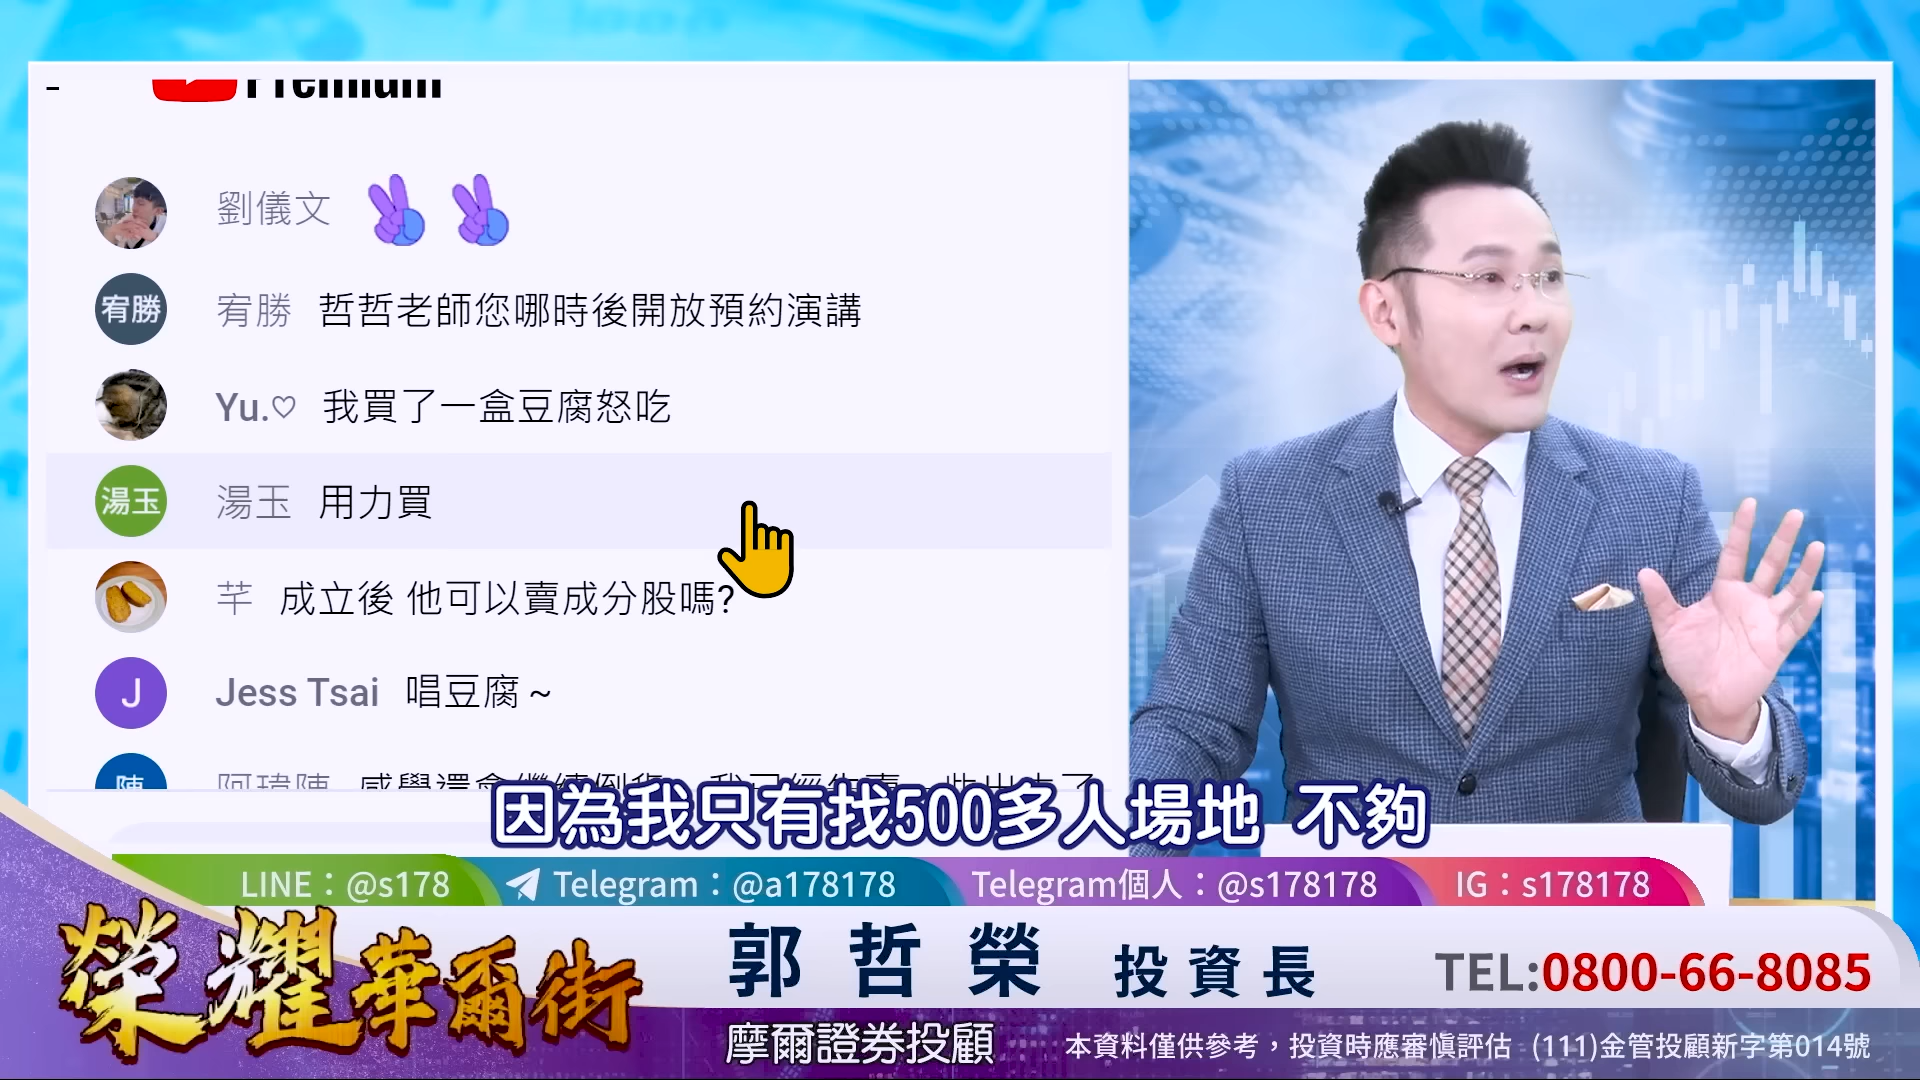 Premium
劉儀文
宥勝 宥勝 哲哲老師您哪時後開放預約演講
Yu.♡ 我買了一盒豆腐怒吃
湯玉 湯玉 用力買
芊 成立後 他可以賣成分股嗎?
J Jess Tsai 唱豆腐～
陳 阿瑋陳
因為我只有找500多人場地 不夠
LINE：@s178 Telegram：@a178178 Telegram個人：@s178178 IG：s178178
榮耀華爾街
郭哲榮 投資長 TEL:0800-66-8085
摩爾證券投顧 本資料僅供參考，投資時應審慎評估 (111)金管投顧新字第014號